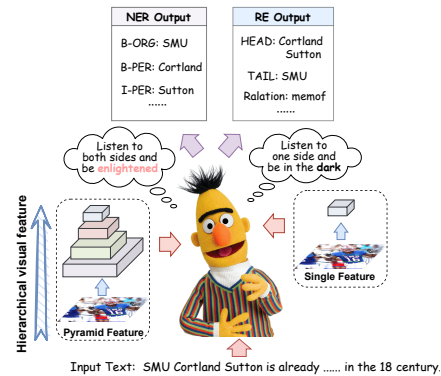 NER Output
B-ORG: SMU
B-PER: Cortland
I-PER: Sutton
......
RE Output
HEAD: Cortland
Sutton
TAIL: SMU
Ralation: memof
......
Listen to
both sides and
be enlightened
Listen to
one side and
be in the dark
Hierarchical visual feature
Pyramid Feature
Single Feature
Input Text: SMU Cortland Sutton is already ...... in the 18 century.